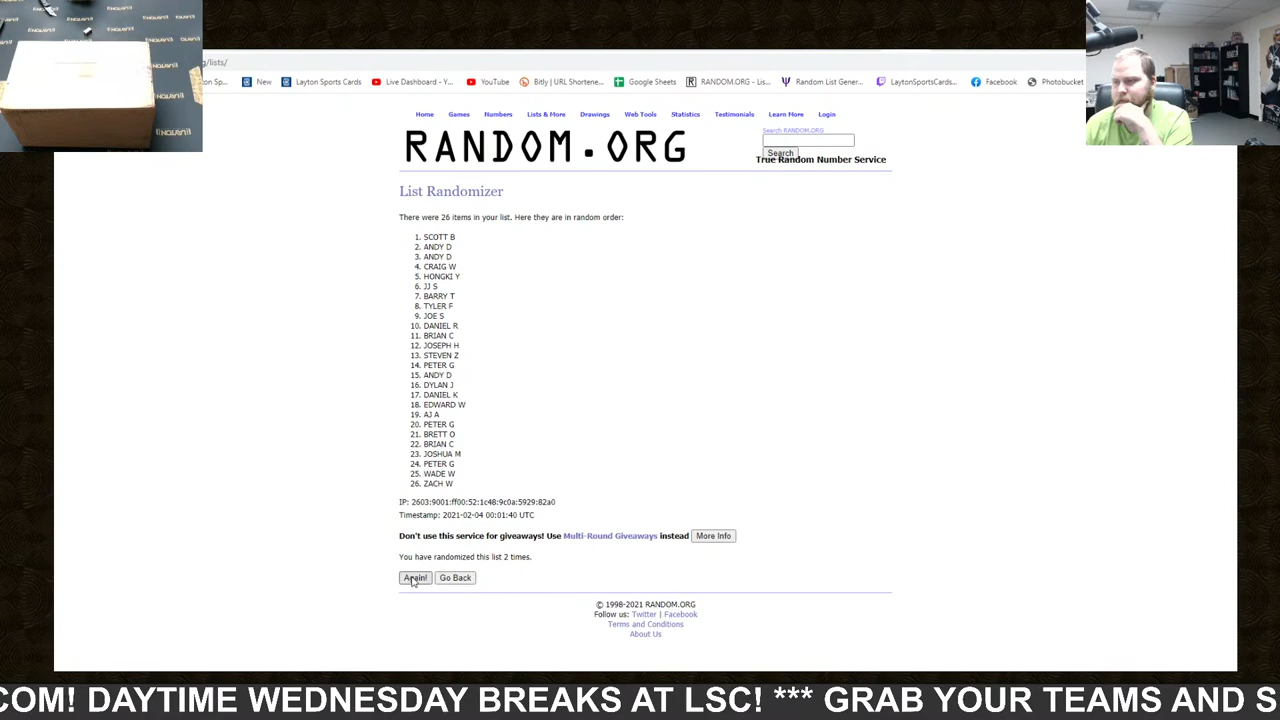 g/lists/
on Sp...
New
Layton Sports Cards
Live Dashboard - Y...
YouTube
Bitly | URL Shortene...
Google Sheets
RANDOM.ORG - Lis...
Random List Gener...
LaytonSportsCards...
Facebook
Photobucket
Home Games Numbers Lists & More Drawings Web Tools Statistics Testimonials Learn More Login
RANDOM.ORG
Search RANDOM.ORG
Search
True Random Number Service
List Randomizer
There were 26 items in your list. Here they are in random order:
1. SCOTT B
2. ANDY D
3. ANDY D
4. CRAIG W
5. HONGKI Y
6. JJ S
7. BARRY T
8. TYLER F
9. JOE S
10. DANIEL R
11. BRIAN C
12. JOSEPH H
13. STEVEN Z
14. PETER G
15. ANDY D
16. DYLAN J
17. DANIEL K
18. EDWARD W
19. AJ A
20. PETER G
21. BRETT O
22. BRIAN C
23. JOSHUA M
24. PETER G
25. WADE W
26. ZACH W
IP: 2603:9001:ff00:52:1c48:9c0a:5929:82a0
Timestamp: 2021-02-04 00:01:40 UTC
Don't use this service for giveaways! Use Multi-Round Giveaways instead More Info
You have randomized this list 2 times.
Again! Go Back
© 1998-2021 RANDOM.ORG
Follow us: Twitter | Facebook
Terms and Conditions
About Us
COM! DAYTIME WEDNESDAY BREAKS AT LSC! *** GRAB YOUR TEAMS AND S